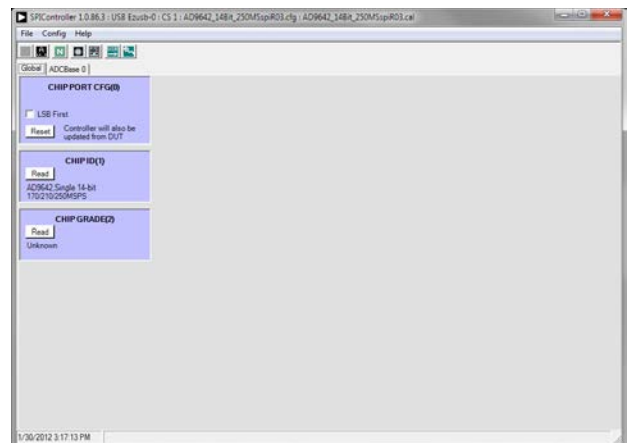 SPIController 1.0.86.3 : USB Ezusb-0 : CS 1 : AD9642_14Bit_250MSspiR03.cfg : AD9642_14Bit_250MSspiR03.cal
File Config Help
Global ADCBase 0
CHIP PORT CFG(0)
LSB First
Reset Controller will also be
updated from DUT
CHIP ID(1)
Read
AD9642,Single 14-bit
170/210/250MSPS
CHIP GRADE(2)
Read
Unknown
1/30/2012 3:17:13 PM